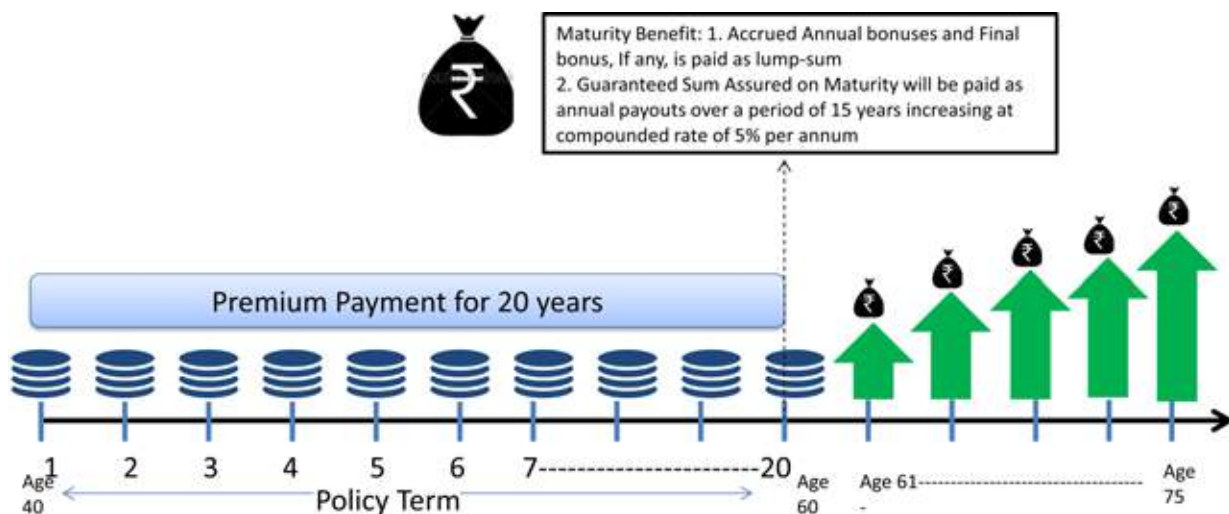 Maturity Benefit: 1. Accrued Annual bonuses and Final
bonus, If any, is paid as lump-sum
2. Guaranteed Sum Assured on Maturity will be paid as
annual payouts over a period of 15 years increasing at
compounded rate of 5% per annum
₹
₹ ₹ ₹ ₹ ₹
Premium Payment for 20 years
1 2 3 4 5 6 7--------------------20
Age
40
Policy Term
Age
60
Age 61-----------------------------
-
Age
75